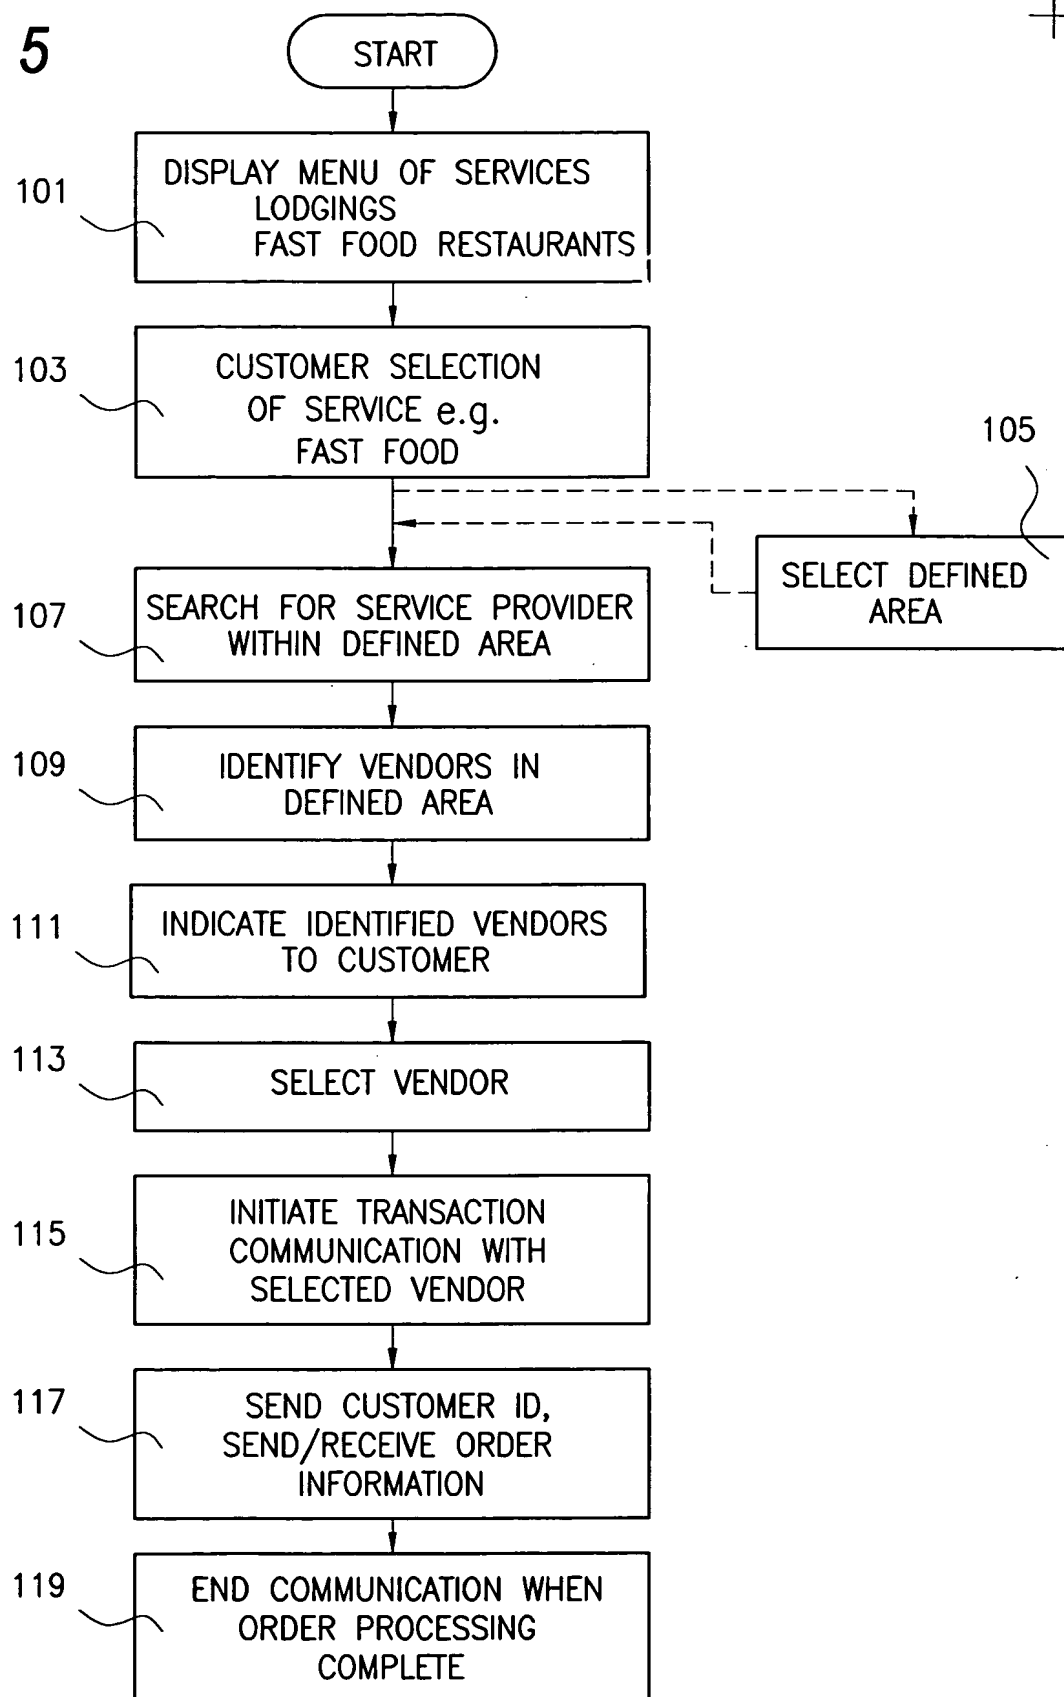 5
START
101
DISPLAY MENU OF SERVICES
LODGINGS
FAST FOOD RESTAURANTS
103
CUSTOMER SELECTION
OF SERVICE e.g.
FAST FOOD
105
SELECT DEFINED
AREA
107
SEARCH FOR SERVICE PROVIDER
WITHIN DEFINED AREA
109
IDENTIFY VENDORS IN
DEFINED AREA
111
INDICATE IDENTIFIED VENDORS
TO CUSTOMER
113
SELECT VENDOR
115
INITIATE TRANSACTION
COMMUNICATION WITH
SELECTED VENDOR
117
SEND CUSTOMER ID,
SEND/RECEIVE ORDER
INFORMATION
119
END COMMUNICATION WHEN
ORDER PROCESSING
COMPLETE